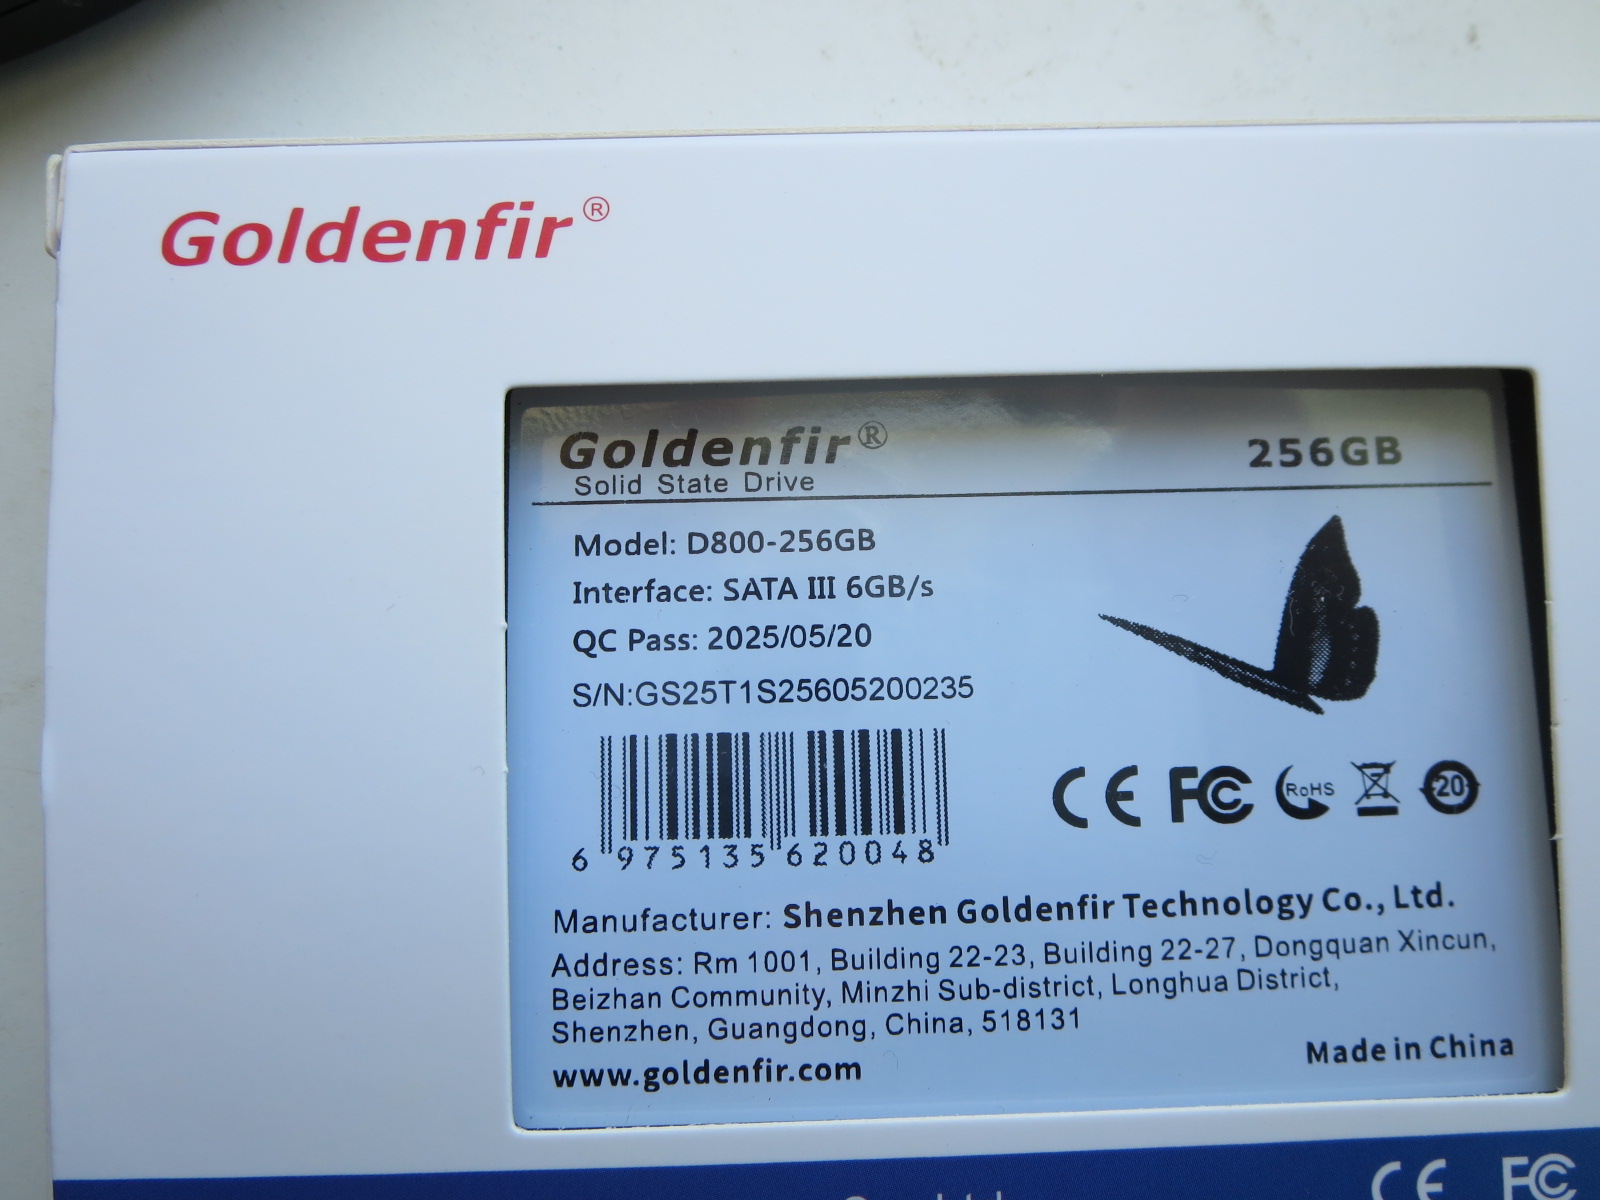 Goldenfir®
Goldenfir® 256GB
Solid State Drive
Model: D800-256GB
Interface: SATA III 6GB/s
QC Pass: 2025/05/20
S/N:GS25T1S25605200235
CE FC RoHS 20
6 975135 620048
Manufacturer: Shenzhen Goldenfir Technology Co., Ltd.
Address: Rm 1001, Building 22-23, Building 22-27, Dongquan Xincun,
Beizhan Community, Minzhi Sub-district, Longhua District,
Shenzhen, Guangdong, China, 518131
www.goldenfir.com
Made in China
CE FC